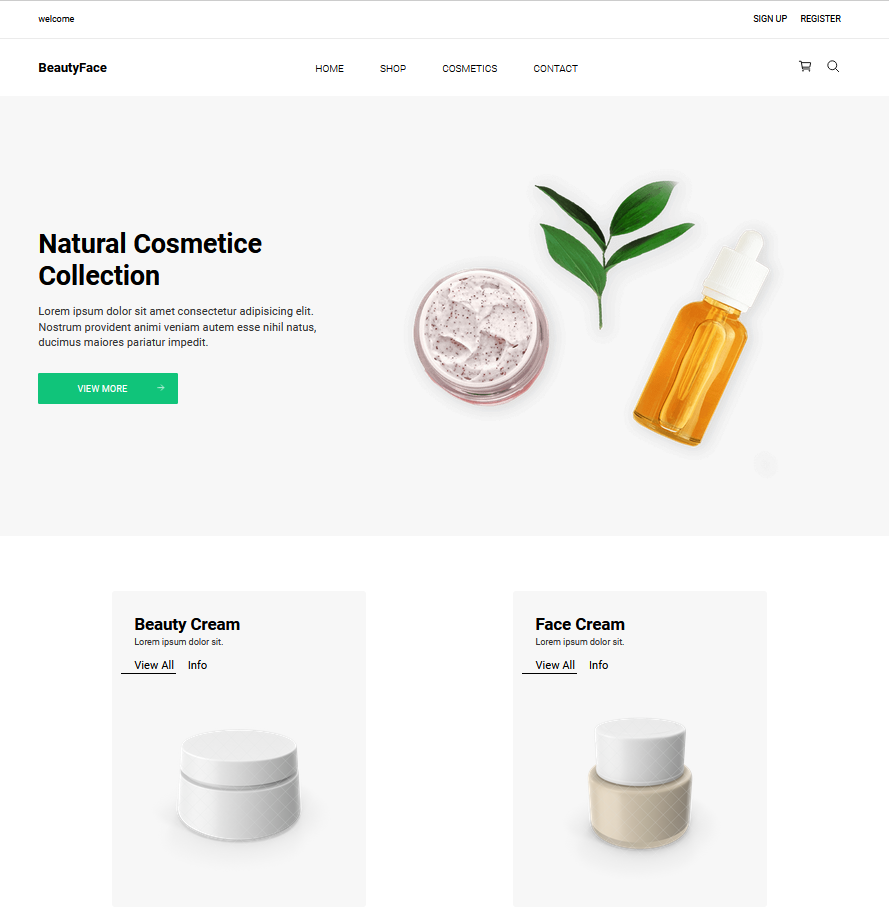 welcome
SIGN UP REGISTER
BeautyFace
HOME SHOP COSMETICS CONTACT
Natural Cosmetice
Collection
Lorem ipsum dolor sit amet consectetur adipisicing elit.
Nostrum provident animi veniam autem esse nihil natus,
ducimus maiores pariatur impedit.
VIEW MORE →
Beauty Cream
Lorem ipsum dolor sit.
View All Info
Face Cream
Lorem ipsum dolor sit.
View All Info